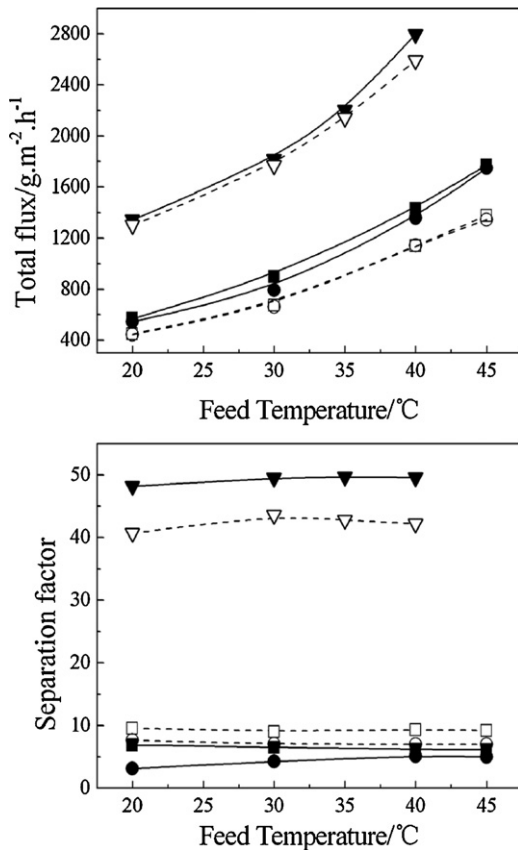 2800
2400
2000
1600
1200
800
400
Total flux/g.m⁻².h⁻¹
20 25 30 35 40 45
Feed Temperature/℃
50
40
30
20
10
0
Separation factor
20 25 30 35 40 45
Feed Temperature/℃